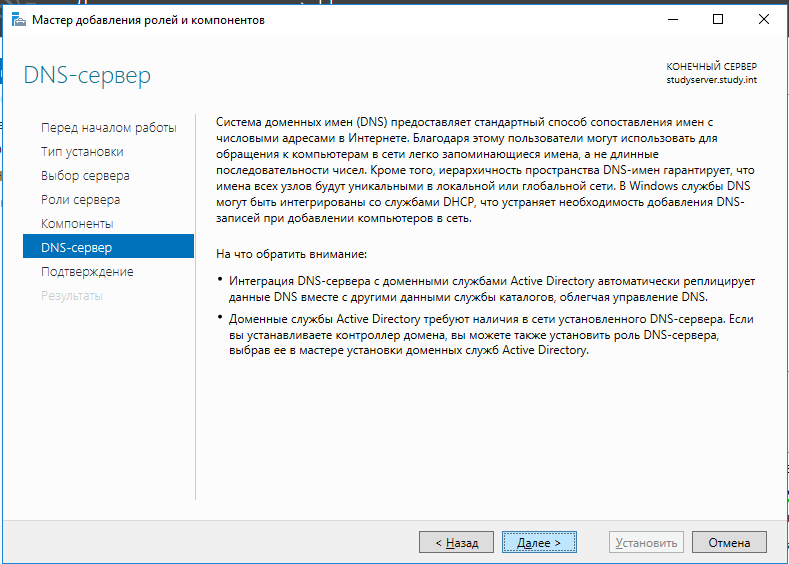 Мастер добавления ролей и компонентов
DNS-сервер
КОНЕЧНЫЙ СЕРВЕР
studyserver.study.int
Перед началом работы
Тип установки
Выбор сервера
Роли сервера
Компоненты
DNS-сервер
Подтверждение
Результаты
Система доменных имен (DNS) предоставляет стандартный способ сопоставления имен с
числовыми адресами в Интернете. Благодаря этому пользователи могут использовать для
обращения к компьютерам в сети легко запоминающиеся имена, а не длинные
последовательности чисел. Кроме того, иерархичность пространства DNS-имен гарантирует, что
имена всех узлов будут уникальными в локальной или глобальной сети. В Windows службы DNS
могут быть интегрированы со службами DHCP, что устраняет необходимость добавления DNS-
записей при добавлении компьютеров в сеть.
На что обратить внимание:
• Интеграция DNS-сервера с доменными службами Active Directory автоматически реплицирует
данные DNS вместе с другими данными службы каталогов, облегчая управление DNS.
• Доменные службы Active Directory требуют наличия в сети установленного DNS-сервера. Если
вы устанавливаете контроллер домена, вы можете также установить роль DNS-сервера,
выбрав ее в мастере установки доменных служб Active Directory.
< Назад
Далее >
Установить
Отмена